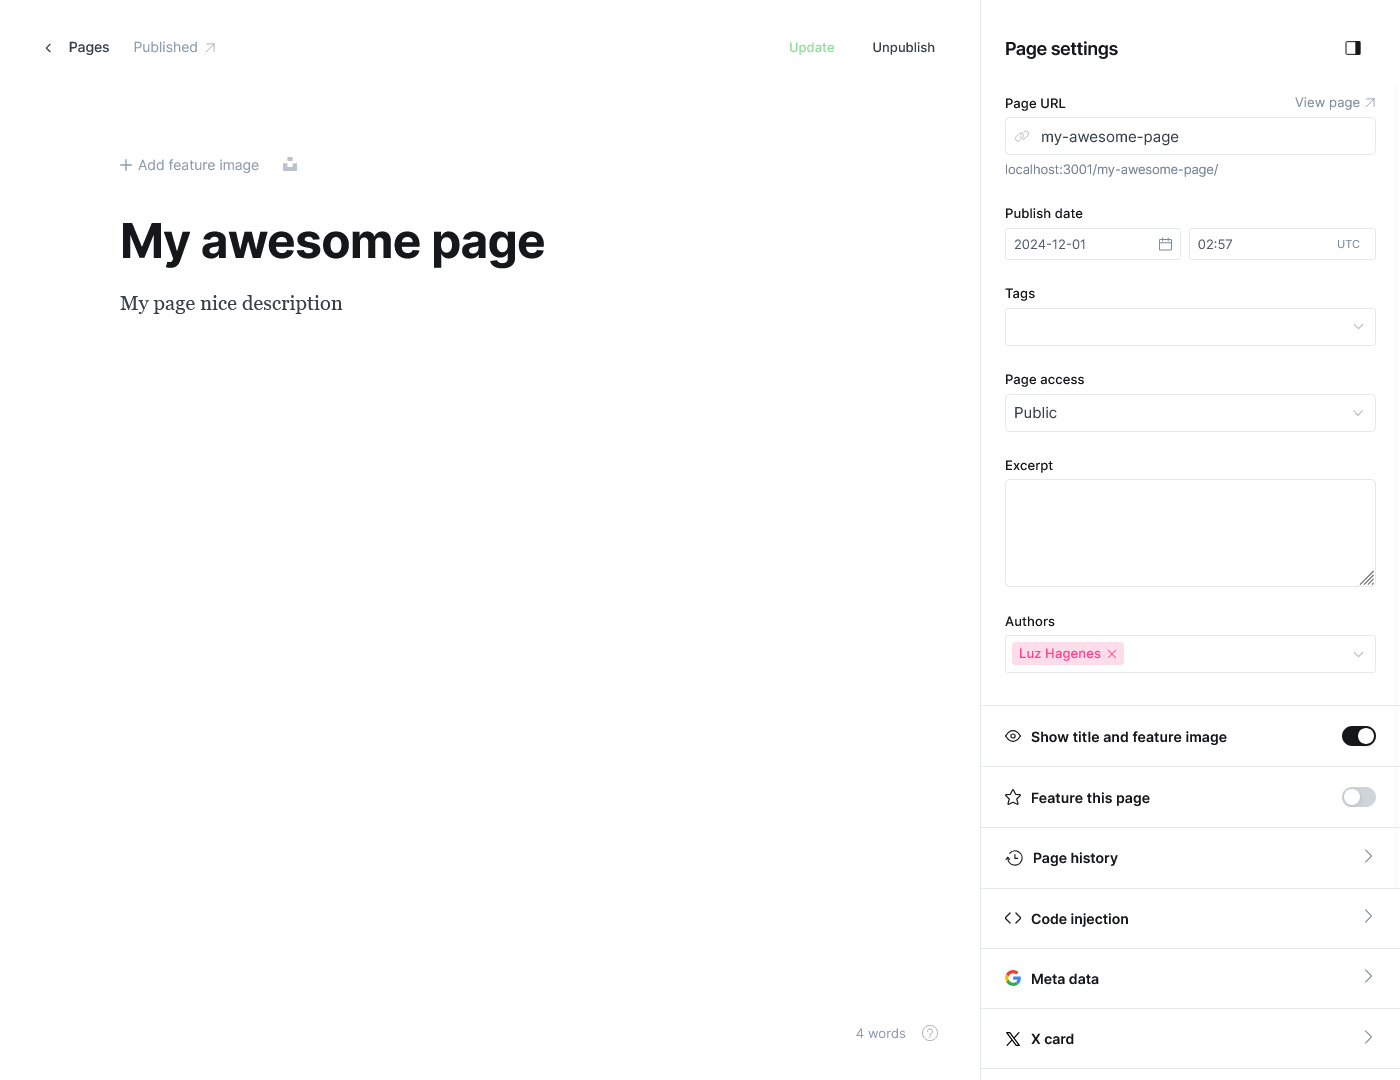 Pages
Published
Update
Unpublish
Add feature image
My awesome page
My page nice description
4 words
Page settings
Page URL
View page
my-awesome-page
localhost:3001/my-awesome-page/
Publish date
2024-12-01
02:57
UTC
Tags
Page access
Public
Excerpt
Authors
Luz Hagenes
Show title and feature image
Feature this page
Page history
Code injection
Meta data
X card